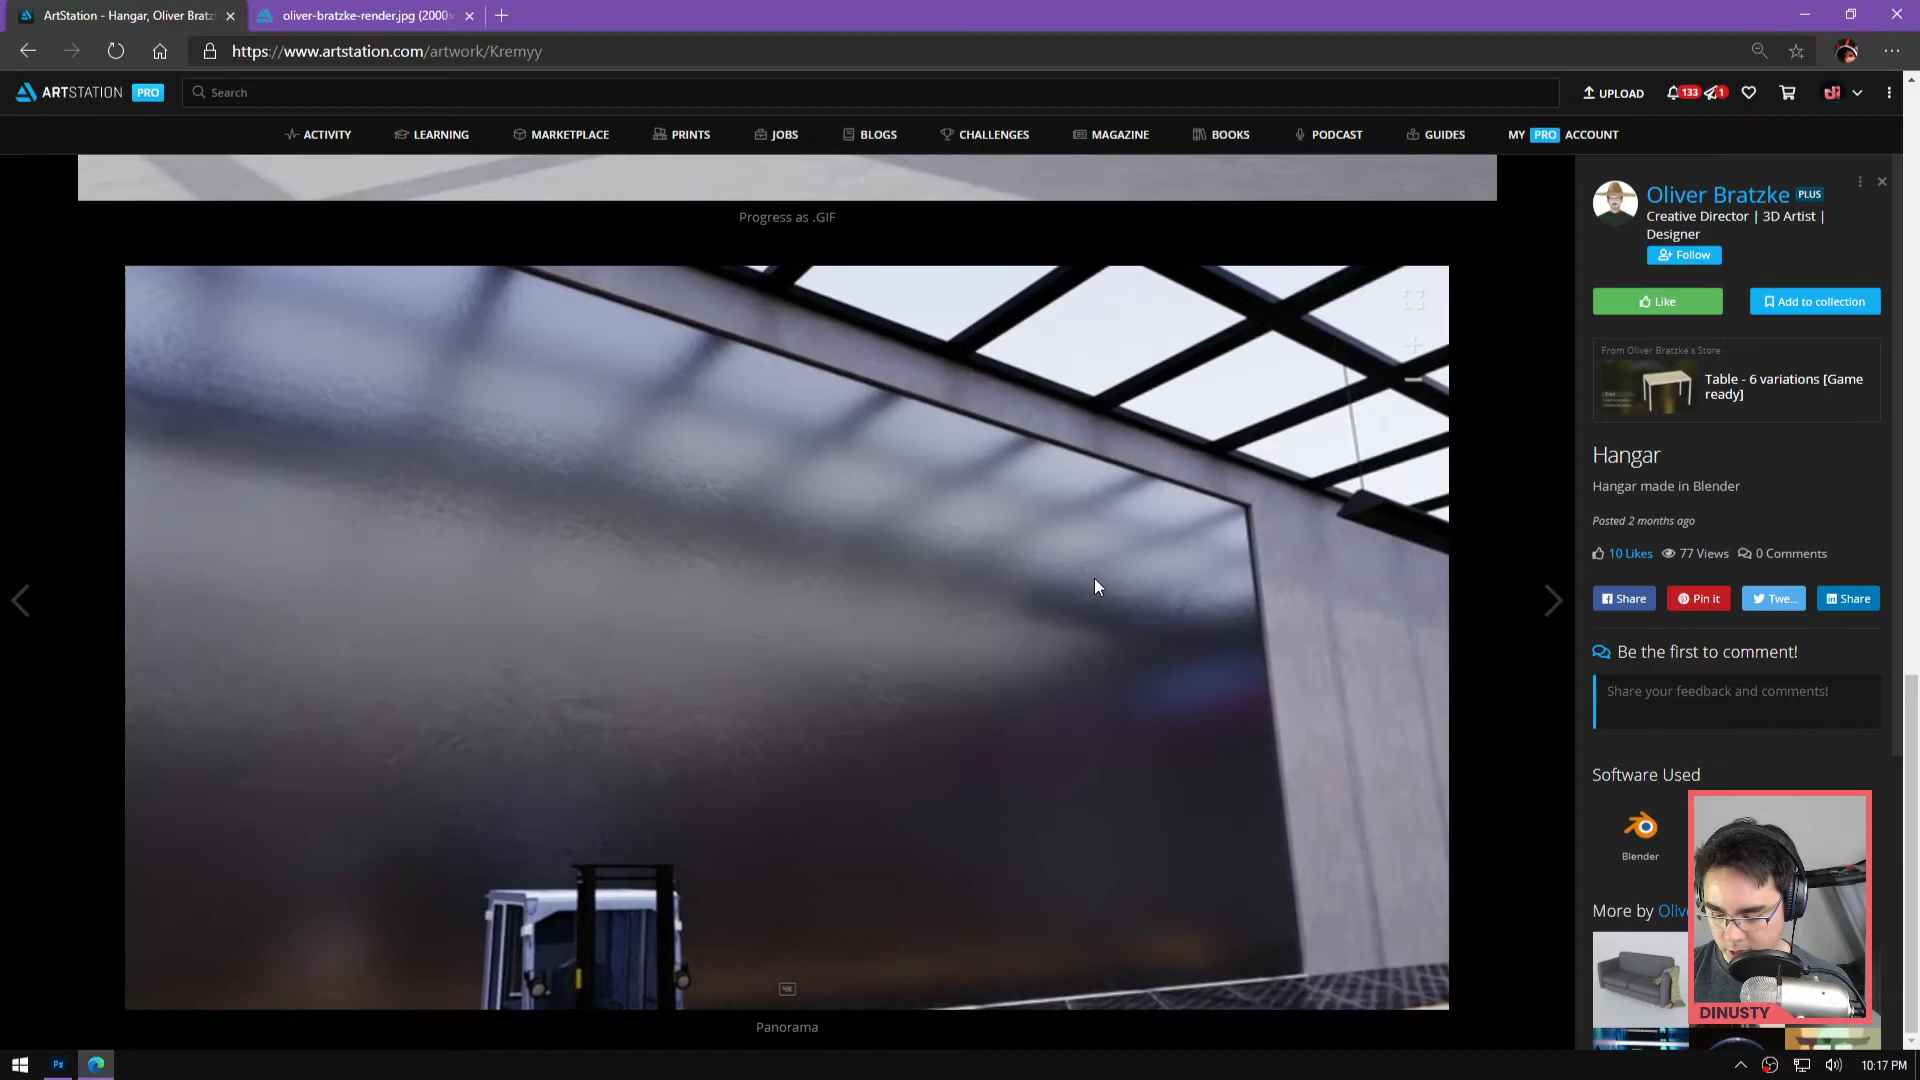 ArtStation - Hangar, Oliver Bratz
oliver-bratzke-render.jpg (2000×
https://www.artstation.com/artwork/Kremyy
ARTSTATION PRO
Search
UPLOAD
133
1
ACTIVITY
LEARNING
MARKETPLACE
PRINTS
JOBS
BLOGS
CHALLENGES
MAGAZINE
BOOKS
PODCAST
GUIDES
MY PRO ACCOUNT
Progress as .GIF
Oliver Bratzke PLUS
Creative Director | 3D Artist |
Designer
Follow
Like
Add to collection
From Oliver Bratzke's Store
Table - 6 variations [Game
ready]
Hangar
Hangar made in Blender
Posted 2 months ago
10 Likes 77 Views 0 Comments
Share
Pin it
Twe...
Share
Be the first to comment!
Share your feedback and comments!
Software Used
Blender
More by Oliv
4K
Panorama
DINUSTY
Ps
10:17 PM